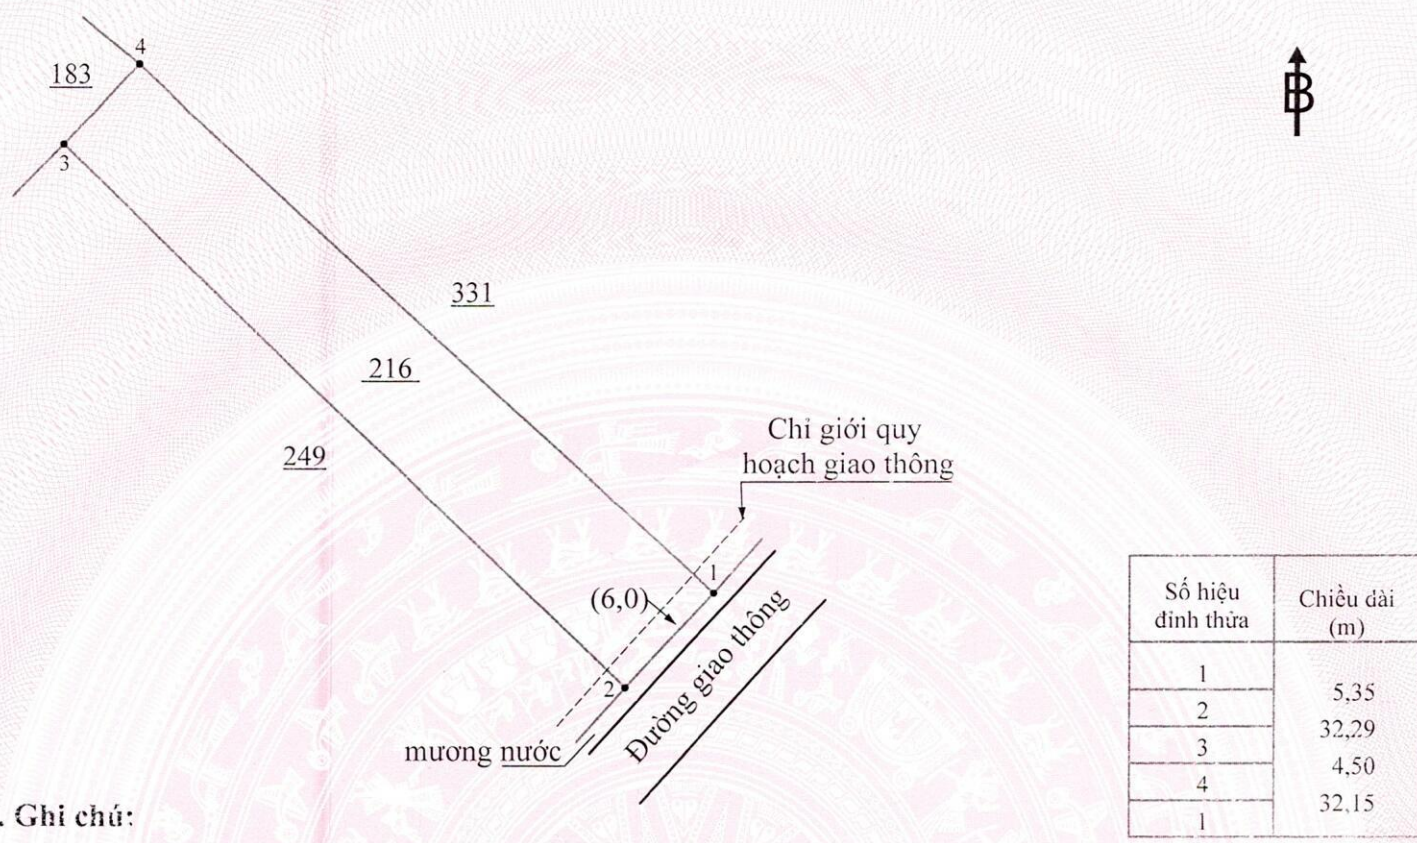 4
183
B
3
331
216
249
Chỉ giới quy
hoạch giao thông
1
(6,0)
Đường giao thông
2
mương nước
Số hiệu
đỉnh thửa
Chiều dài
(m)
1
5,35
2
32,29
3
4,50
4
32,15
1
. Ghi chú: